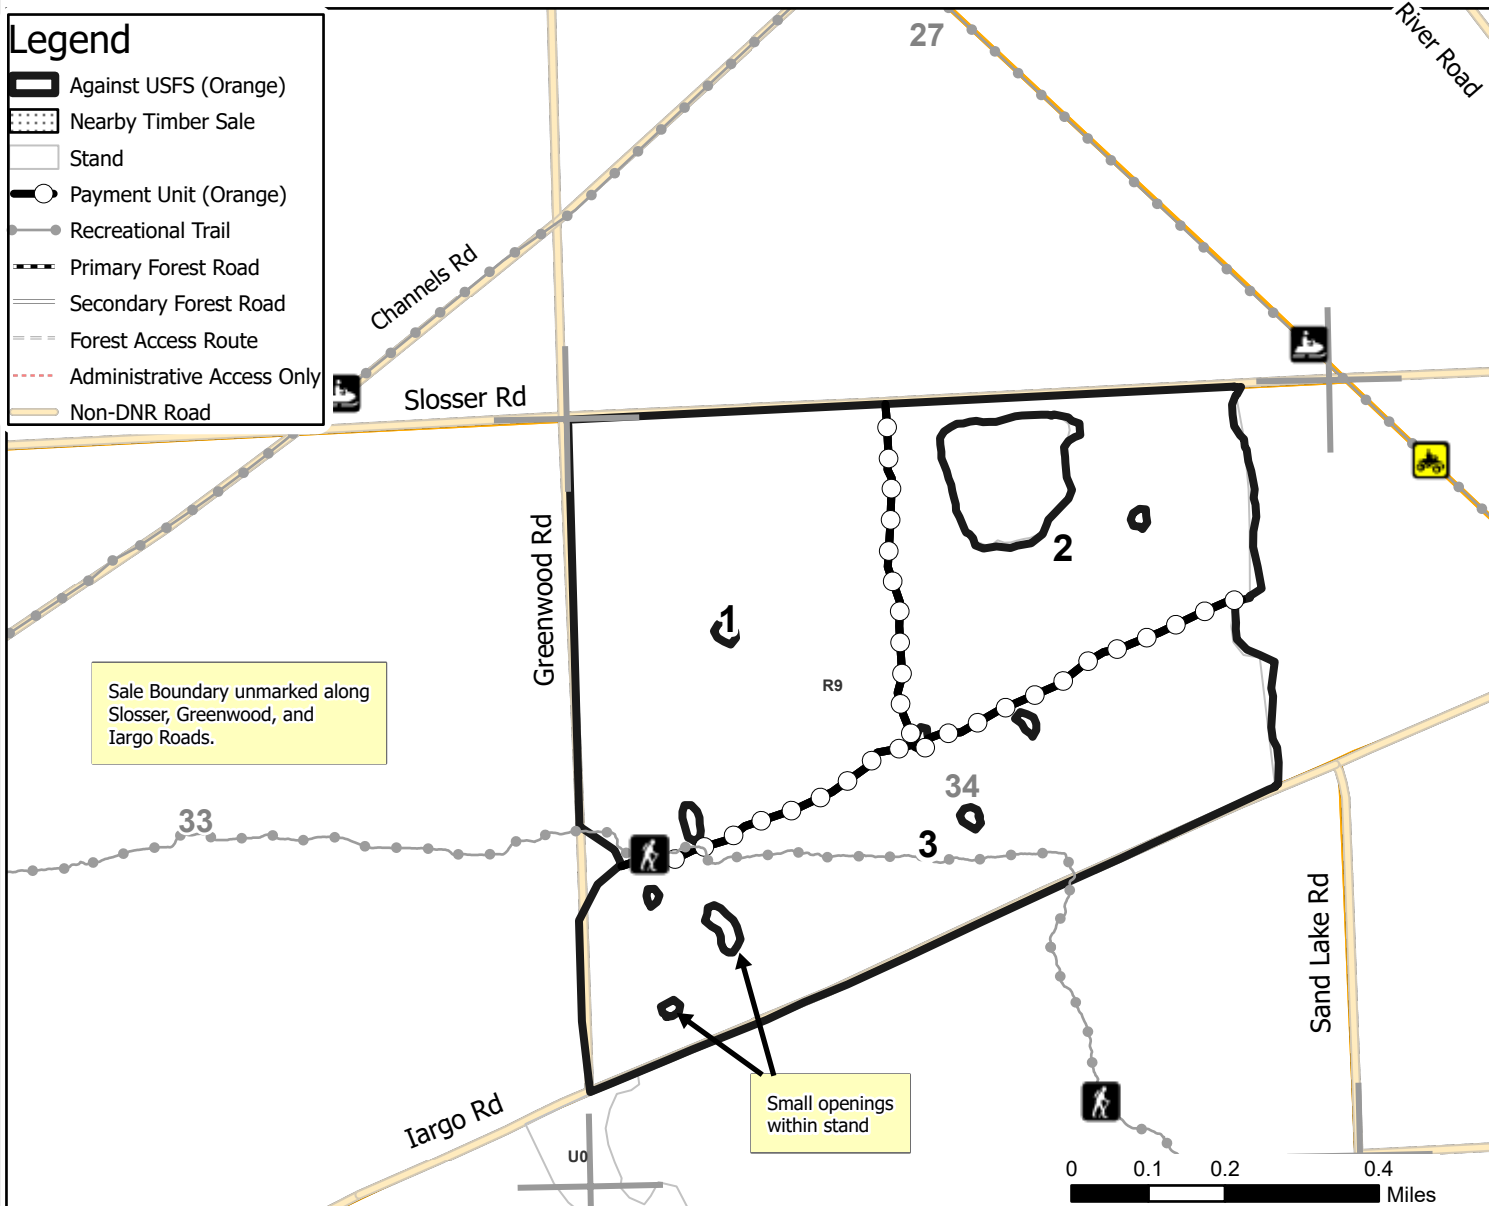 Legend
Against USFS (Orange)
Nearby Timber Sale
Stand
Payment Unit (Orange)
Recreational Trail
Primary Forest Road
Secondary Forest Road
Forest Access Route
Administrative Access Only
Non-DNR Road
27
River Road
Channels Rd
Slosser Rd
Greenwood Rd
2
1
R9
Sale Boundary unmarked along
Slosser, Greenwood, and
Iargo Roads.
33
34
3
Sand Lake Rd
Small openings
within stand
Iargo Rd
U0
0 0.1 0.2 0.4
Miles